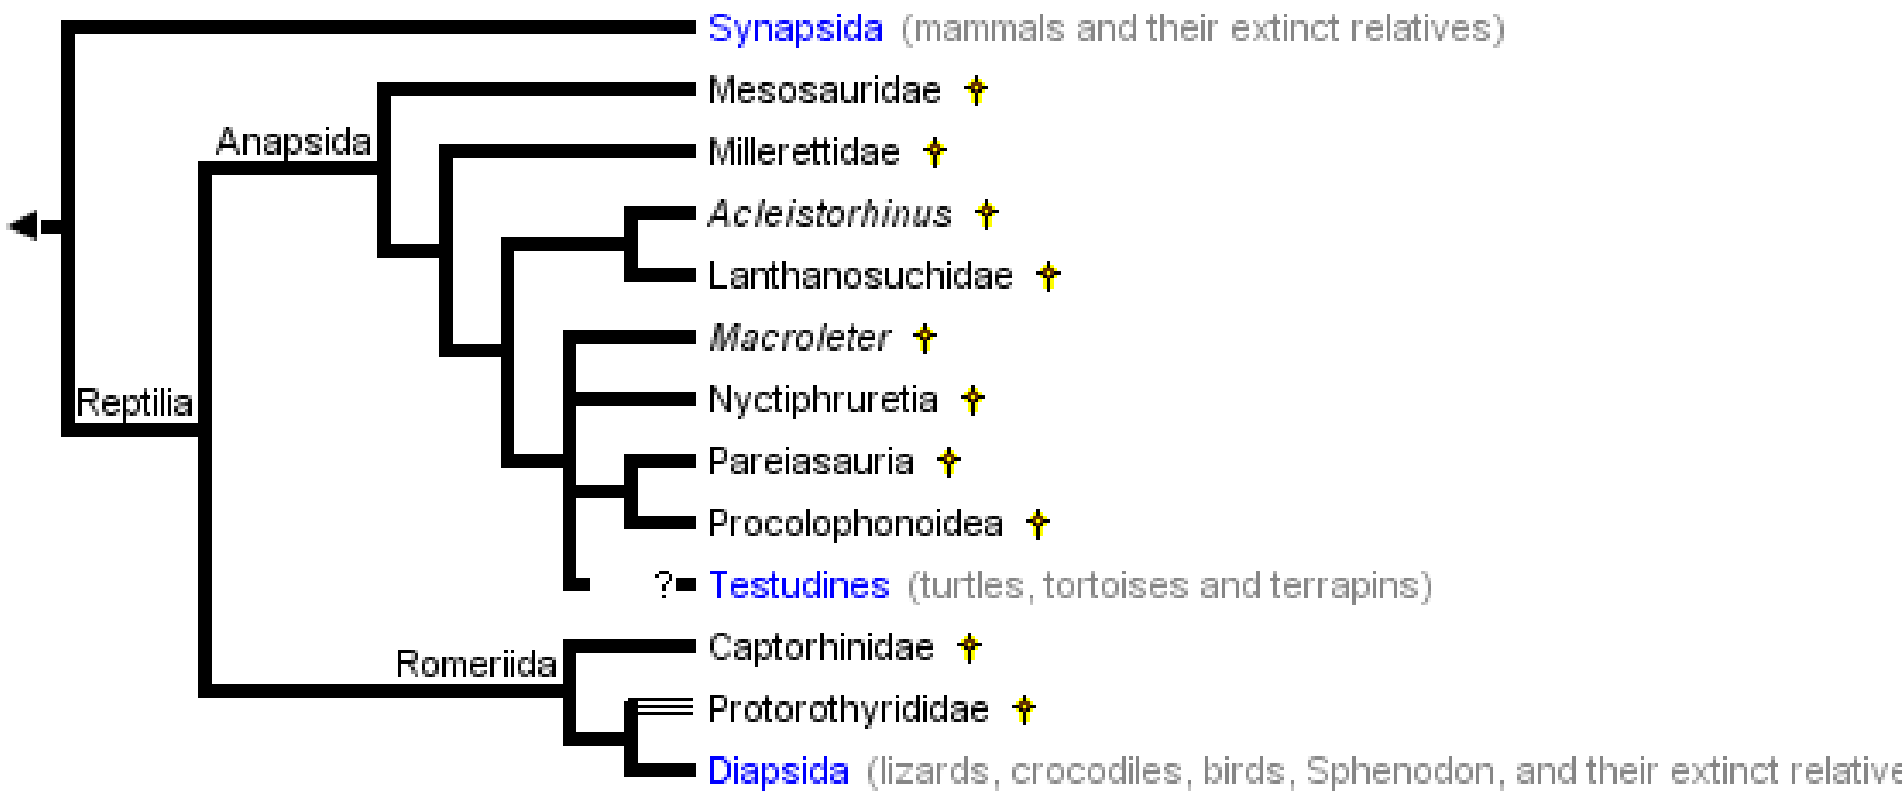 Synapsida (mammals and their extinct relatives)
Mesosauridae †
Anapsida
Millerettidae †
Acleistorhinus †
Lanthanosuchidae †
Macroleter †
Reptilia
Nyctiphruretia †
Pareiasauria †
Procolophonoidea †
? Testudines (turtles, tortoises and terrapins)
Captorhinidae †
Romeriida
Protorothyrididae †
Diapsida (lizards, crocodiles, birds, Sphenodon, and their extinct relative